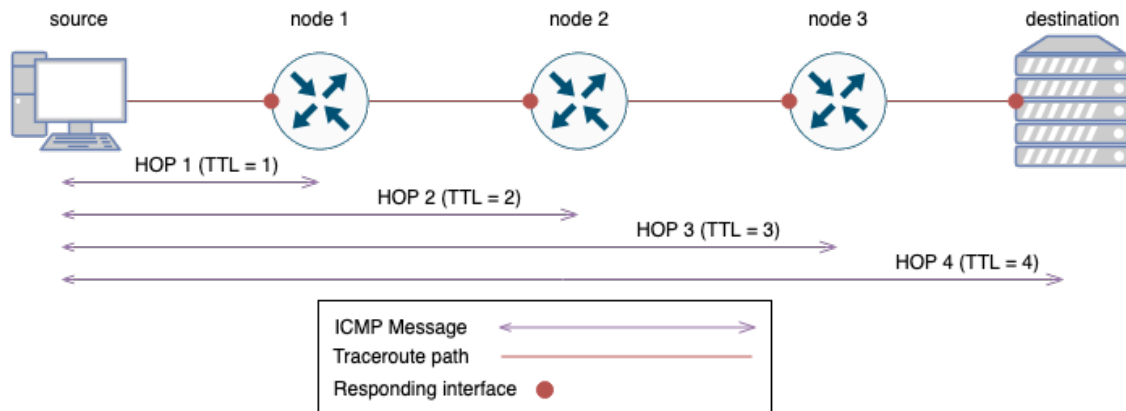 source
node 1
node 2
node 3
destination
HOP 1 (TTL = 1)
HOP 2 (TTL = 2)
HOP 3 (TTL = 3)
HOP 4 (TTL = 4)
ICMP Message
Traceroute path
Responding interface